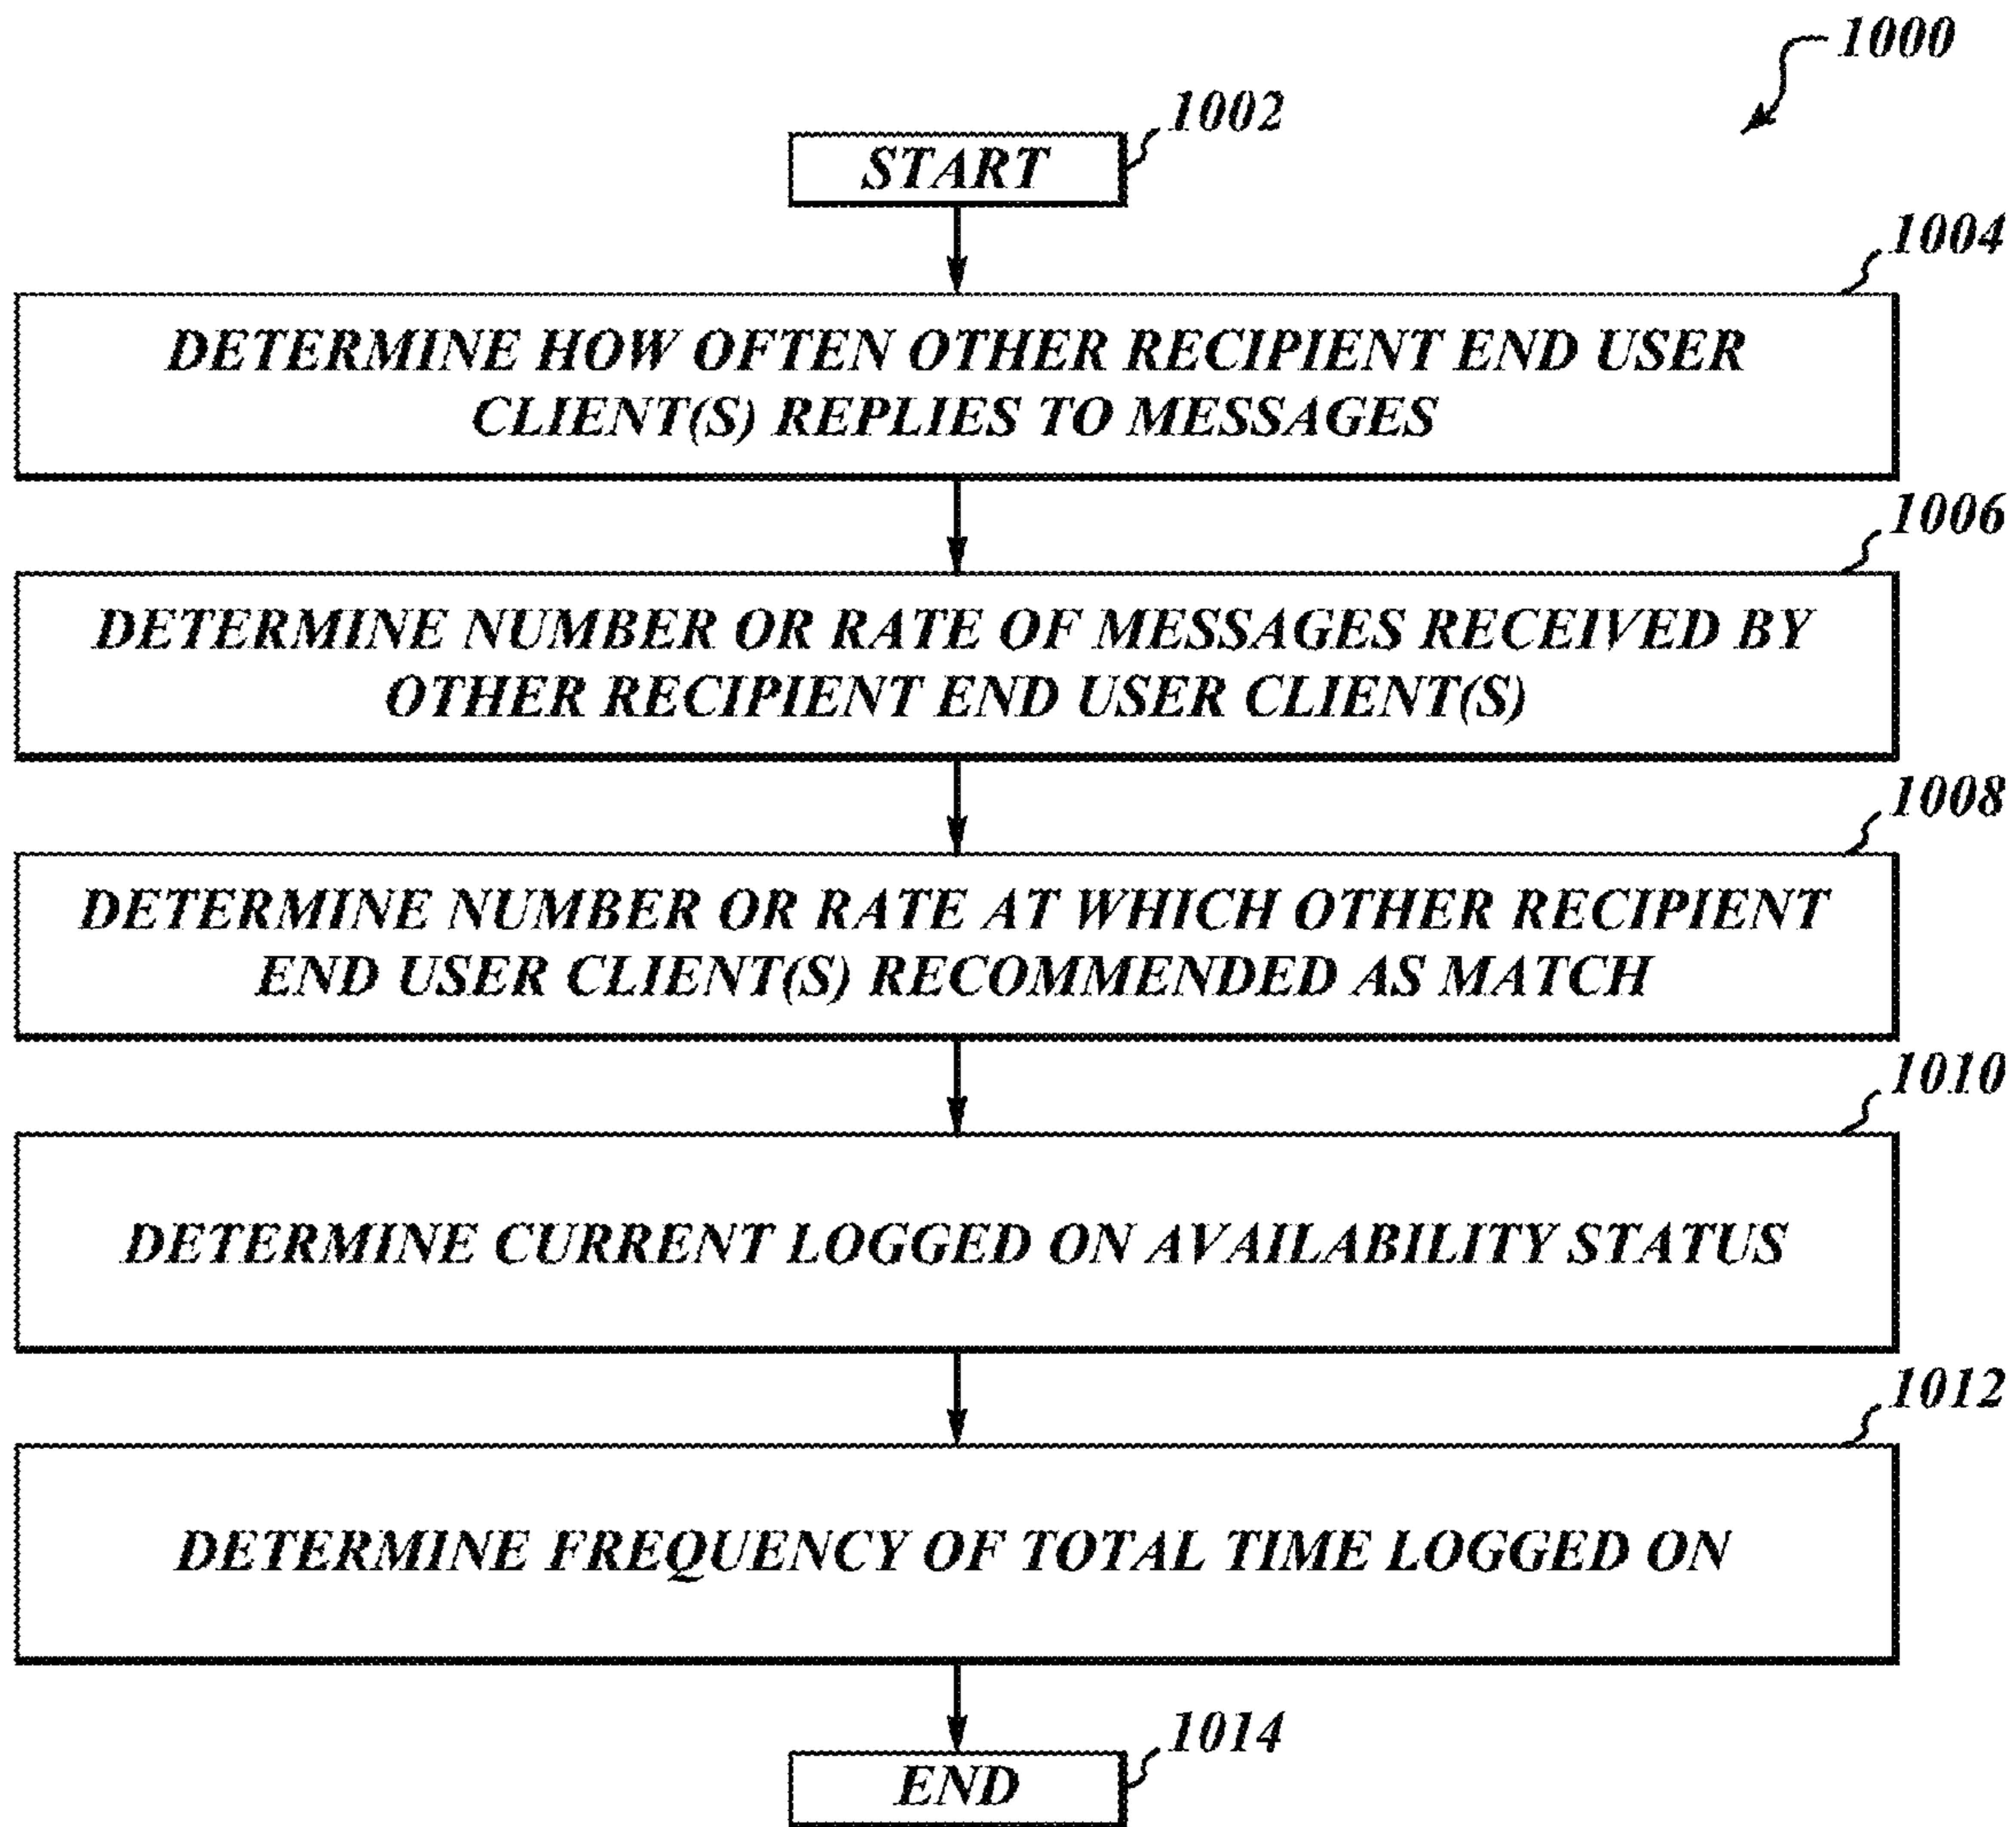 1000
1002
START
1004
DETERMINE HOW OFTEN OTHER RECIPIENT END USER
CLIENT(S) REPLIES TO MESSAGES
1006
DETERMINE NUMBER OR RATE OF MESSAGES RECEIVED BY
OTHER RECIPIENT END USER CLIENT(S)
1008
DETERMINE NUMBER OR RATE AT WHICH OTHER RECIPIENT
END USER CLIENT(S) RECOMMENDED AS MATCH
1010
DETERMINE CURRENT LOGGED ON AVAILABILITY STATUS
1012
DETERMINE FREQUENCY OF TOTAL TIME LOGGED ON
1014
END